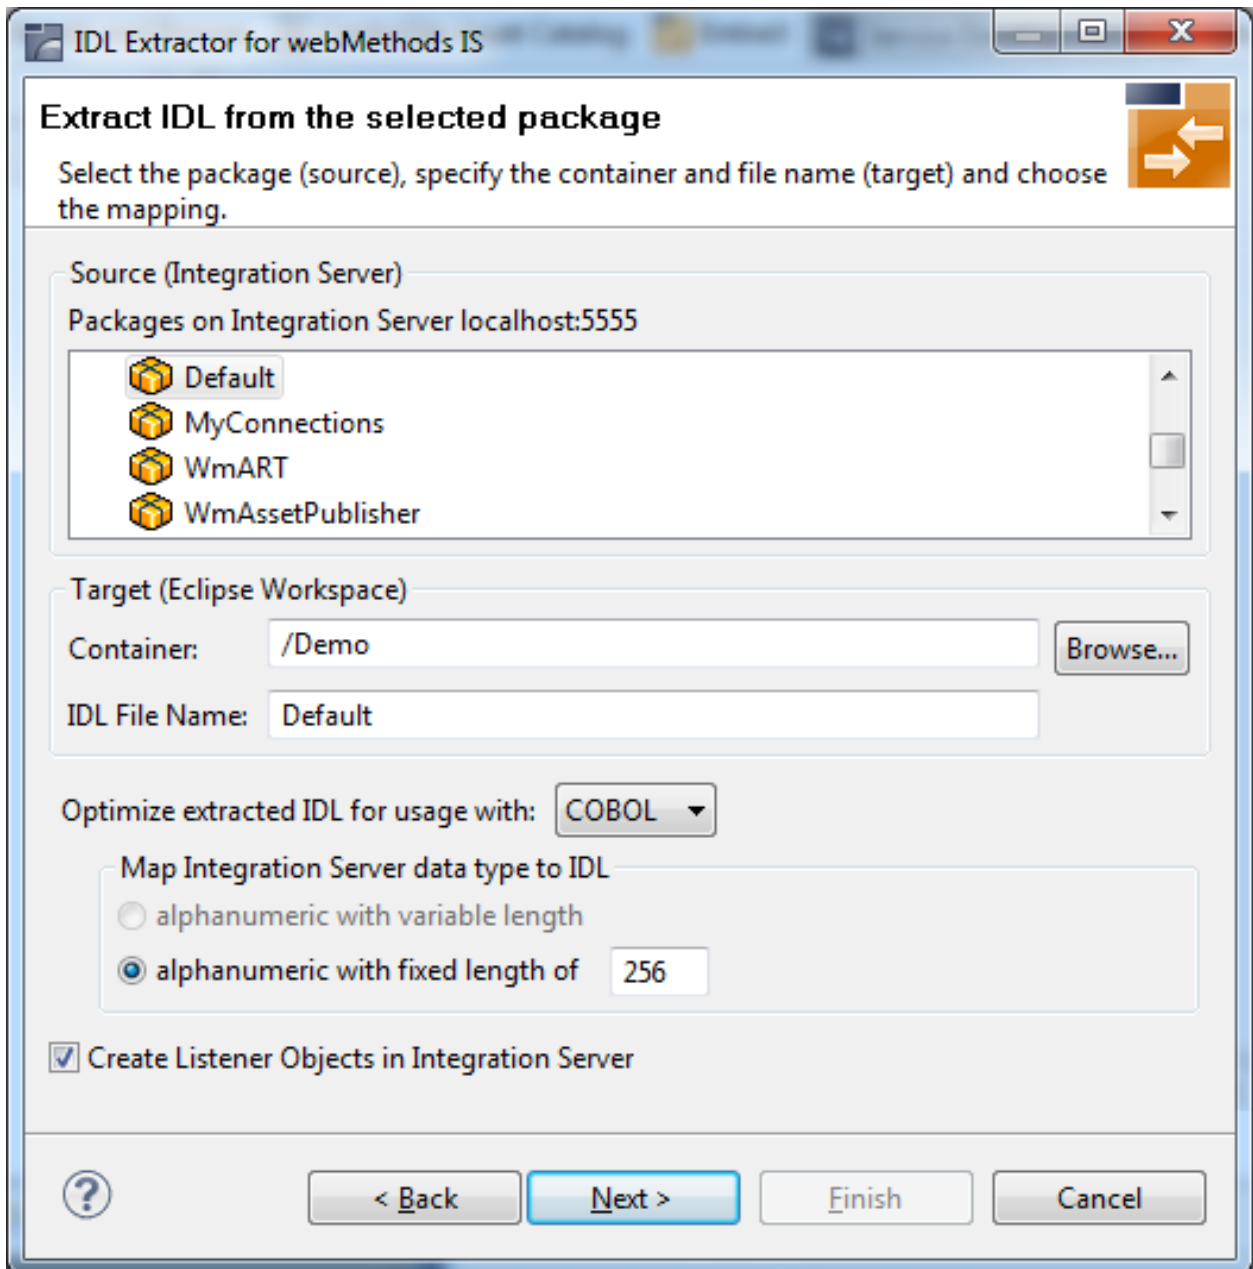 IDL Extractor for webMethods IS
Extract IDL from the selected package
Select the package (source), specify the container and file name (target) and choose
the mapping.
Source (Integration Server)
Packages on Integration Server localhost:5555
Default
MyConnections
WmART
WmAssetPublisher
Target (Eclipse Workspace)
Container: /Demo Browse...
IDL File Name: Default
Optimize extracted IDL for usage with: COBOL
Map Integration Server data type to IDL
alphanumeric with variable length
alphanumeric with fixed length of 256
Create Listener Objects in Integration Server
? < Back Next > Finish Cancel